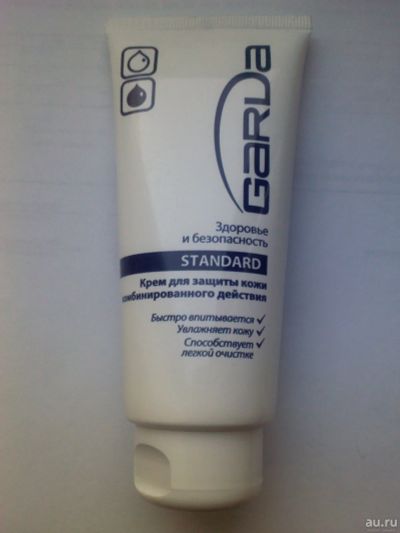 GARDA
Здоровье
и безопасность
STANDARD
Крем для защиты кожи
комбинированного действия
Быстро впитывается ✓
Увлажняет кожу ✓
Способствует ✓
легкой очистке
au.ru